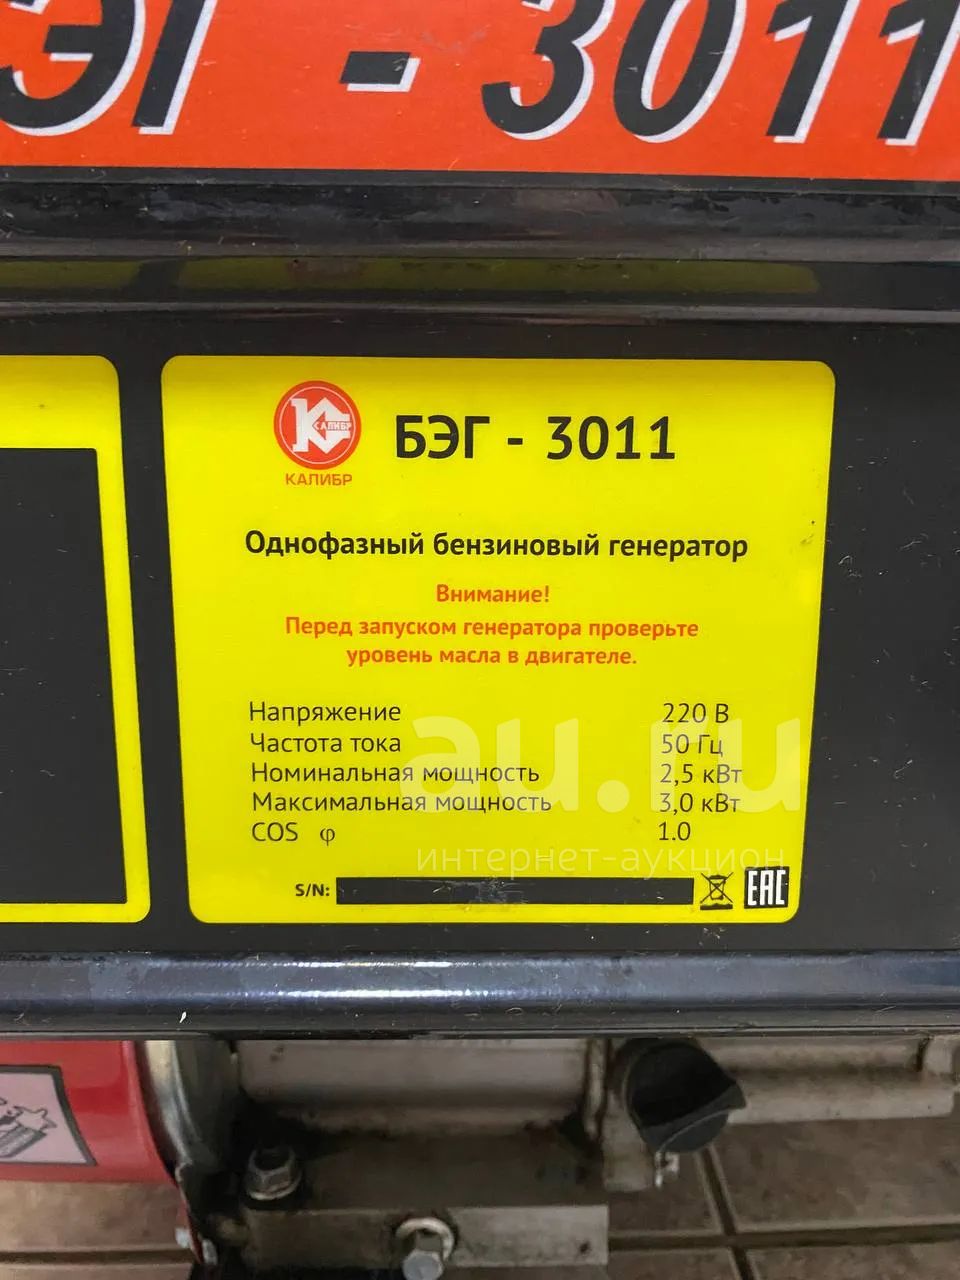 ЭГ - 3011
КАЛИБР
КАЛИБР
БЭГ - 3011
Однофазный бензиновый генератор
Внимание!
Перед запуском генератора проверьте
уровень масла в двигателе.
Напряжение 220 В
Частота тока 50 Гц
Номинальная мощность 2,5 кВт
Максимальная мощность 3,0 кВт
COS φ 1.0
au.ru
интернет-аукцион
S/N:
EAC